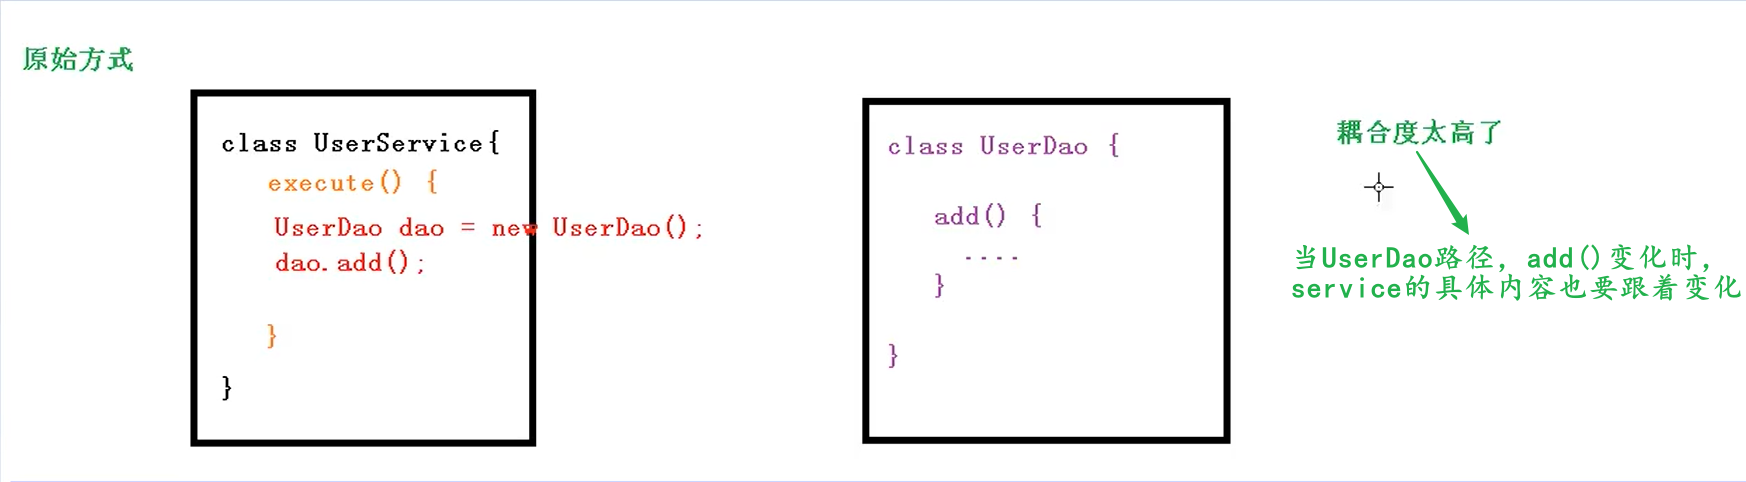 原始方式
class UserService{
execute() {
UserDao dao = new UserDao();
dao.add();
}
}
class UserDao {
add() {
....
}
}
耦合度太高了
当UserDao路径，add()变化时，
service的具体内容也要跟着变化